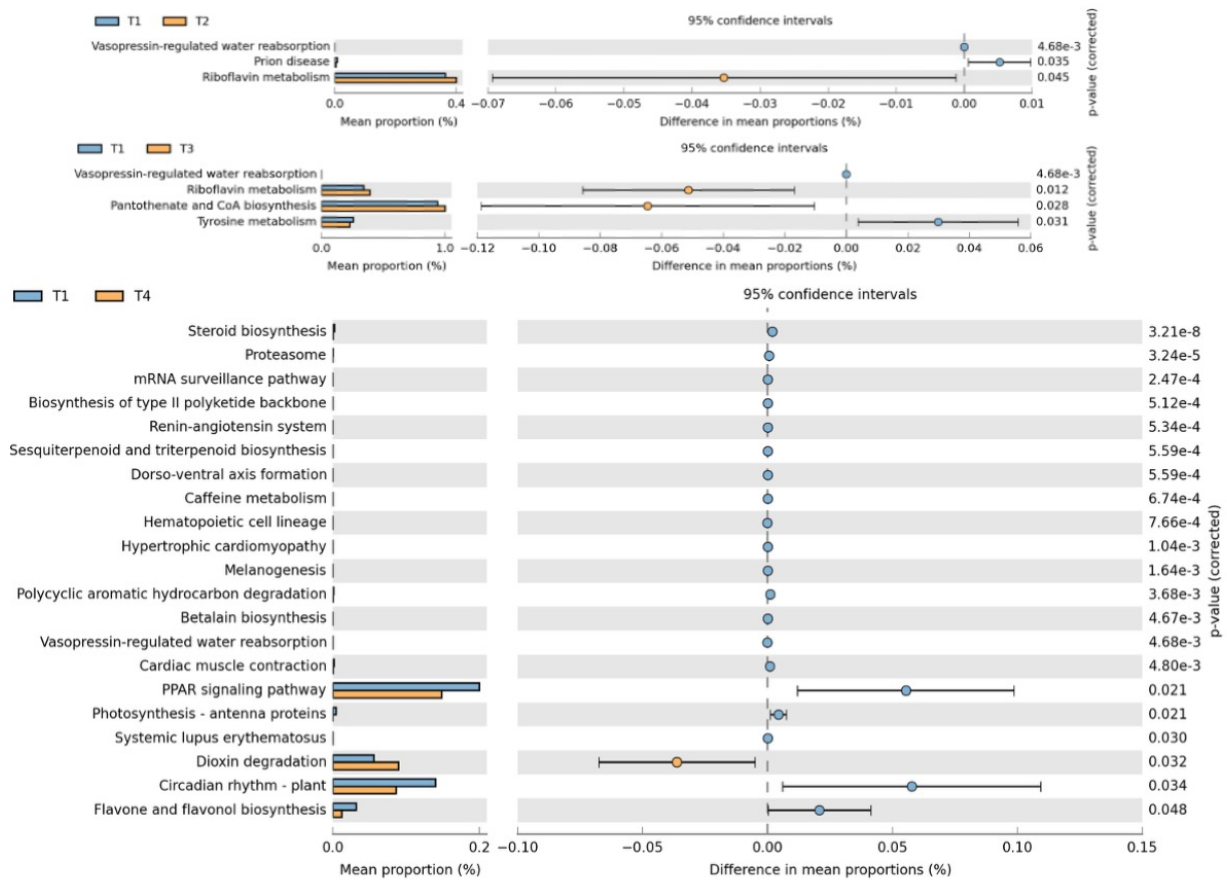 T1 T2 95% confidence intervals
Vasopressin-regulated water reabsorption 4.68e-3
Prion disease 0.035
Riboflavin metabolism 0.045
0.0 0.4 −0.07 −0.06 −0.05 −0.04 −0.03 −0.02 −0.01 0.00 0.01
Mean proportion (%) Difference in mean proportions (%)
p-value (corrected)
T1 T3 95% confidence intervals
Vasopressin-regulated water reabsorption 4.68e-3
Riboflavin metabolism 0.012
Pantothenate and CoA biosynthesis 0.028
Tyrosine metabolism 0.031
0.0 1.0 −0.12 −0.10 −0.08 −0.06 −0.04 −0.02 0.00 0.02 0.04 0.06
Mean proportion (%) Difference in mean proportions (%)
p-value (corrected)
T1 T4 95% confidence intervals
Steroid biosynthesis 3.21e-8
Proteasome 3.24e-5
mRNA surveillance pathway 2.47e-4
Biosynthesis of type II polyketide backbone 5.12e-4
Renin-angiotensin system 5.34e-4
Sesquiterpenoid and triterpenoid biosynthesis 5.59e-4
Dorso-ventral axis formation 5.59e-4
Caffeine metabolism 6.74e-4
Hematopoietic cell lineage 7.66e-4
Hypertrophic cardiomyopathy 1.04e-3
Melanogenesis 1.64e-3
Polycyclic aromatic hydrocarbon degradation 3.68e-3
Betalain biosynthesis 4.67e-3
Vasopressin-regulated water reabsorption 4.68e-3
Cardiac muscle contraction 4.80e-3
PPAR signaling pathway 0.021
Photosynthesis - antenna proteins 0.021
Systemic lupus erythematosus 0.030
Dioxin degradation 0.032
Circadian rhythm - plant 0.034
Flavone and flavonol biosynthesis 0.048
0.0 0.2 −0.10 −0.05 0.00 0.05 0.10 0.15
Mean proportion (%) Difference in mean proportions (%)
p-value (corrected)